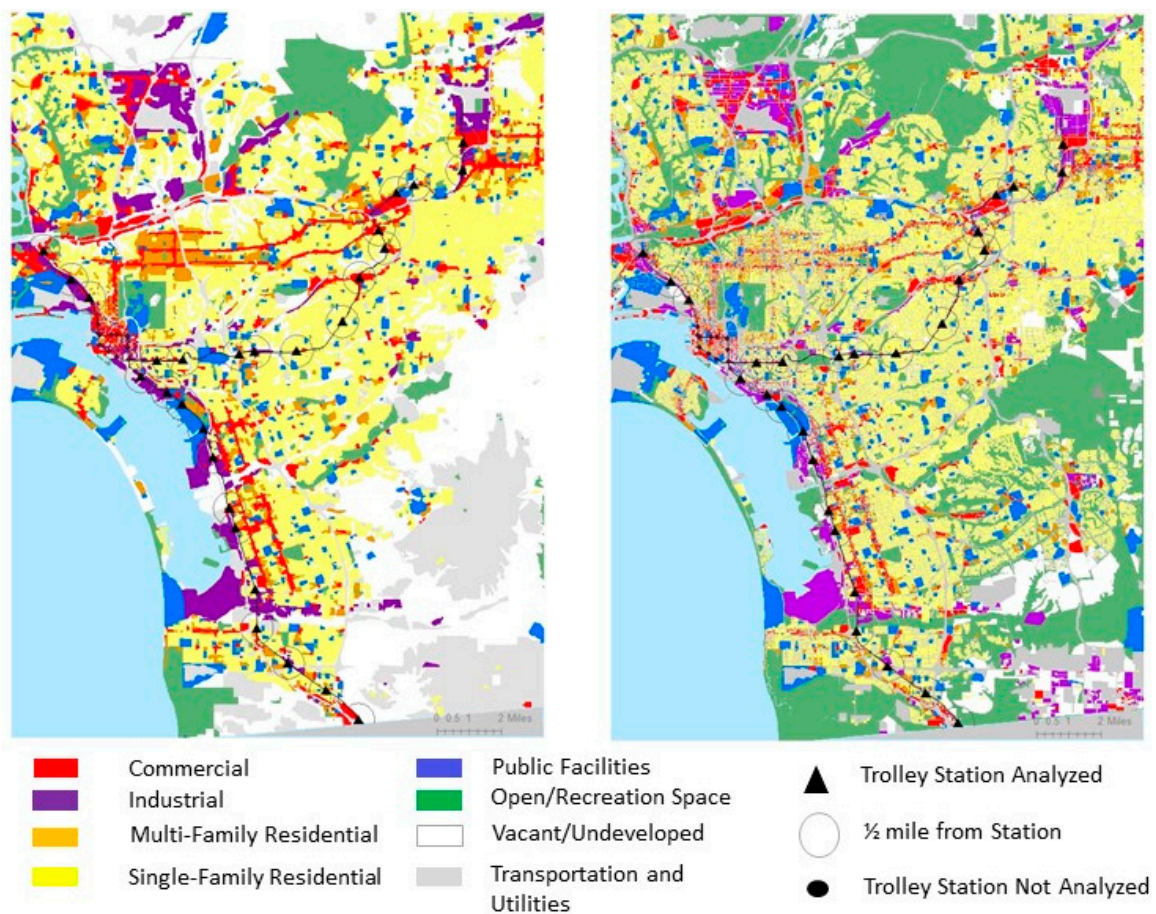 0 0.5 1 2 Miles
0 0.5 1 2 Miles
Commercial
Industrial
Multi-Family Residential
Single-Family Residential
Public Facilities
Open/Recreation Space
Vacant/Undeveloped
Transportation and
Utilities
Trolley Station Analyzed
½ mile from Station
Trolley Station Not Analyzed